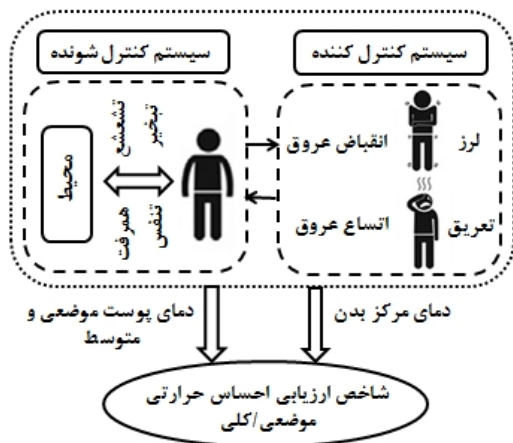 سیستم کنترل کننده
سیستم کنترل شونده
لرز
انقباض عروق
تعریق
اتساع عروق
تبخیر
تشعشع
محیط
تنفس
همرفت
دمای مرکز بدن
دمای پوست موضعی و
متوسط
شاخص ارزیابی احساس حرارتی
موضعی/کلی